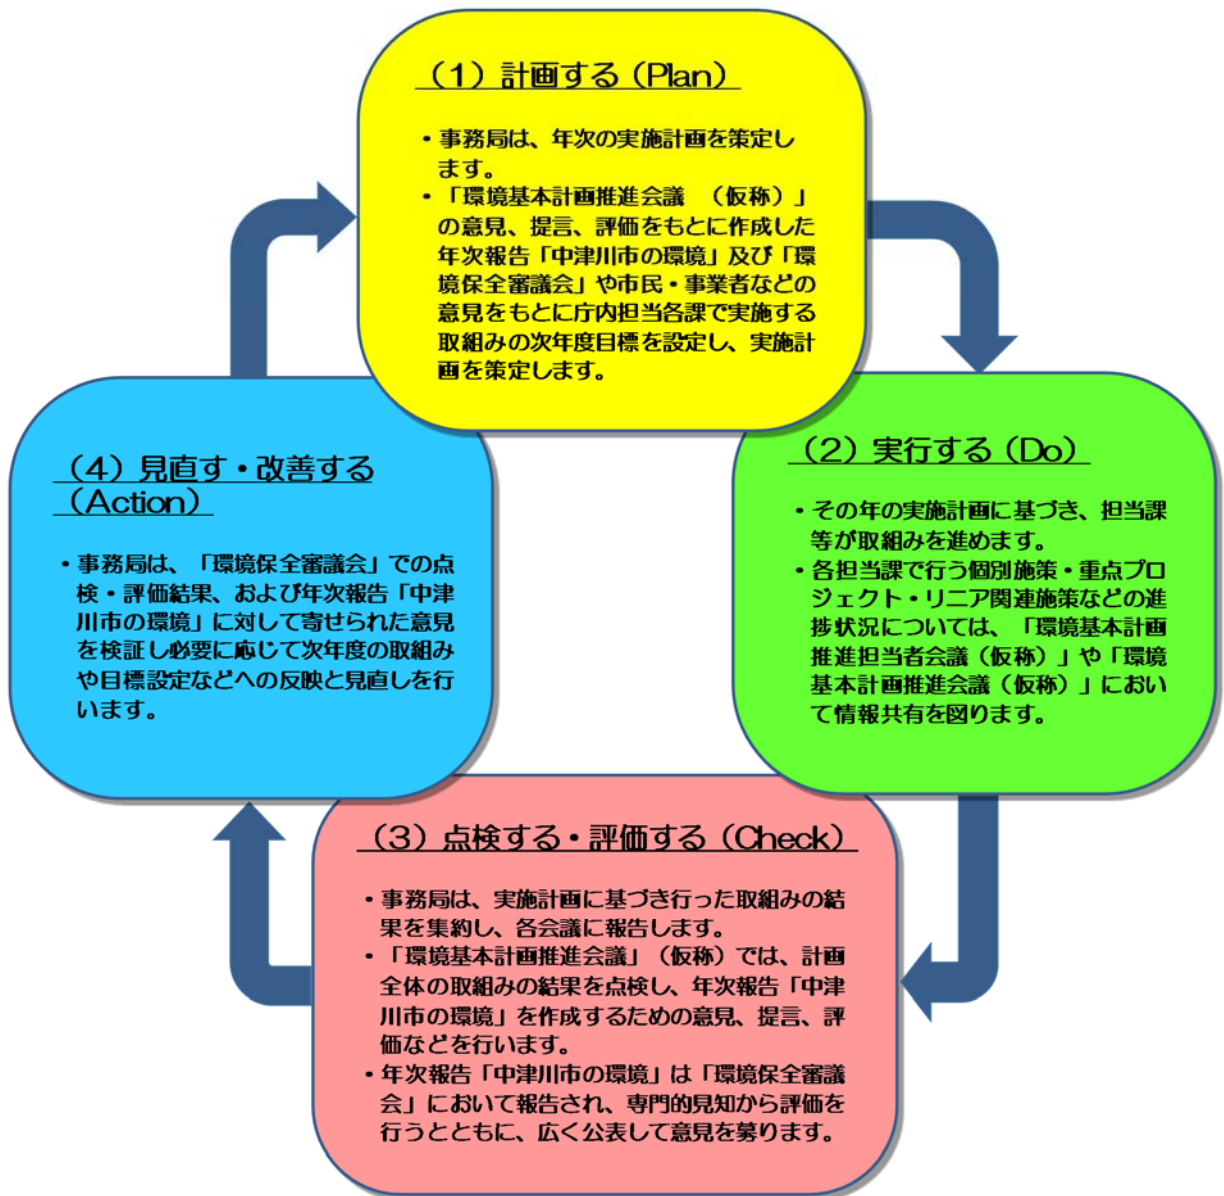 （1）計画する（Plan）
・事務局は、年次の実施計画を策定し
ます。
・「環境基本計画推進会議　（仮称）」
の意見、提言、評価をもとに作成した
年次報告「中津川市の環境」及び「環
境保全審議会」や市民・事業者などの
意見をもとに庁内担当各課で実施する
取組みの次年度目標を設定し、実施計
画を策定します。
（2）実行する（Do）
・その年の実施計画に基づき、担当課
等が取組みを進めます。
・各担当課で行う個別施策・重点プロ
ジェクト・リニア関連施策などの進
捗状況については、「環境基本計画
推進担当者会議（仮称）」や「環境
基本計画推進会議（仮称）」におい
て情報共有を図ります。
（3）点検する・評価する（Check）
・事務局は、実施計画に基づき行った取組みの結
果を集約し、各会議に報告します。
・「環境基本計画推進会議」（仮称）では、計画
全体の取組みの結果を点検し、年次報告「中津
川市の環境」を作成するための意見、提言、評
価などを行います。
・年次報告「中津川市の環境」は「環境保全審議
会」において報告され、専門的見知から評価を
行うとともに、広く公表して意見を募ります。
（4）見直す・改善する
（Action）
・事務局は、「環境保全審議会」での点
検・評価結果、および年次報告「中津
川市の環境」に対して寄せられた意見
を検証し必要に応じて次年度の取組み
や目標設定などへの反映と見直しを行
います。